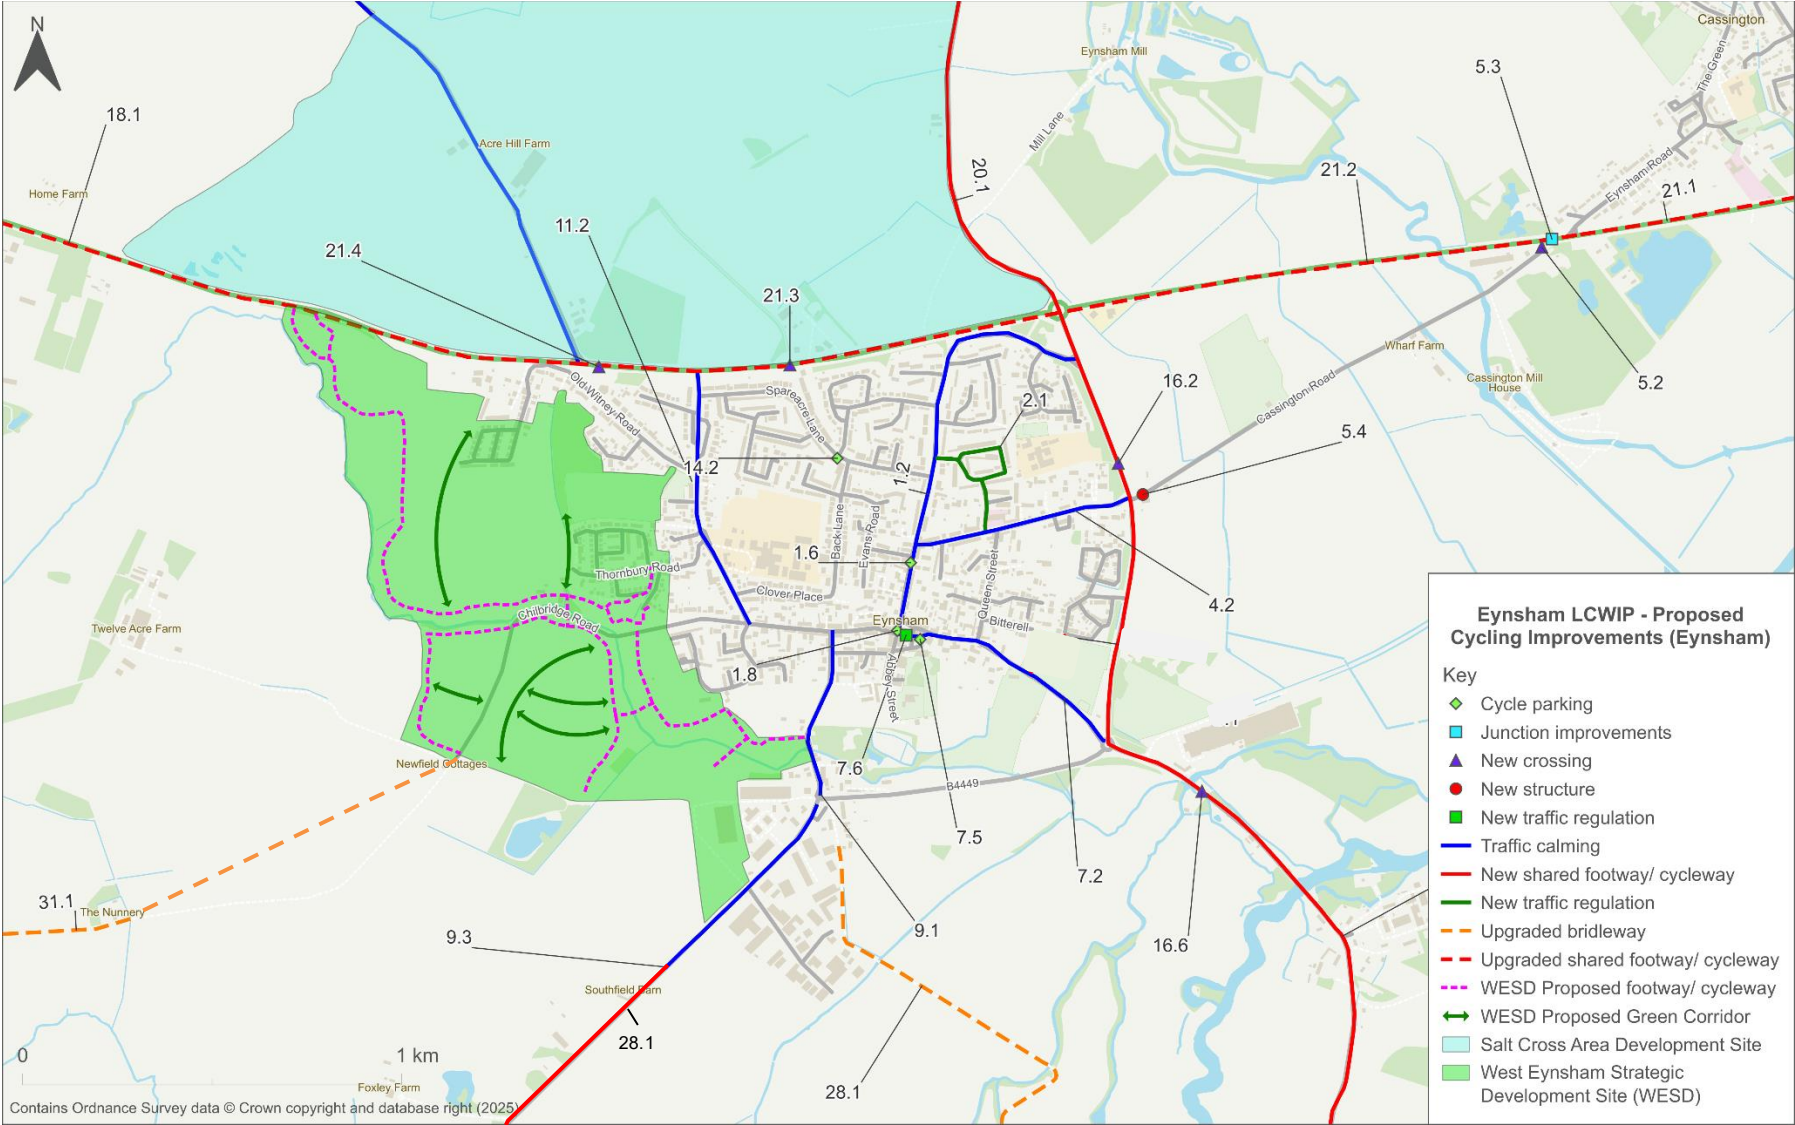 N
Cassington
Eynsham Mill
5.3
The Green
18.1
Mill Lane
Acre Hill Farm
Eynsham Road
20.1
21.2
21.1
Home Farm
11.2
21.4
21.3
Wharf Farm
Old Witney Road
Spareacre Lane
16.2
Cassington Mill
House
5.2
2.1
Cassington Road
5.4
14.2
1.2
Back Lane
Evans Road
1.6
Thornbury Road
Queen Street
Clover Place
4.2
Chilbridge Road
Eynsham
Bitterell
Twelve Acre Farm
1.8
Abbey Street
Newfield Cottages
7.6
B4449
7.5
7.2
31.1
The Nunnery
9.3
9.1
16.6
Southfield Barn
28.1
0
1 km
Foxley Farm
28.1
Contains Ordnance Survey data © Crown copyright and database right (2025)
Eynsham LCWIP - Proposed
Cycling Improvements (Eynsham)
Key
Cycle parking
Junction improvements
New crossing
New structure
New traffic regulation
Traffic calming
New shared footway/ cycleway
New traffic regulation
Upgraded bridleway
Upgraded shared footway/ cycleway
WESD Proposed footway/ cycleway
WESD Proposed Green Corridor
Salt Cross Area Development Site
West Eynsham Strategic
Development Site (WESD)